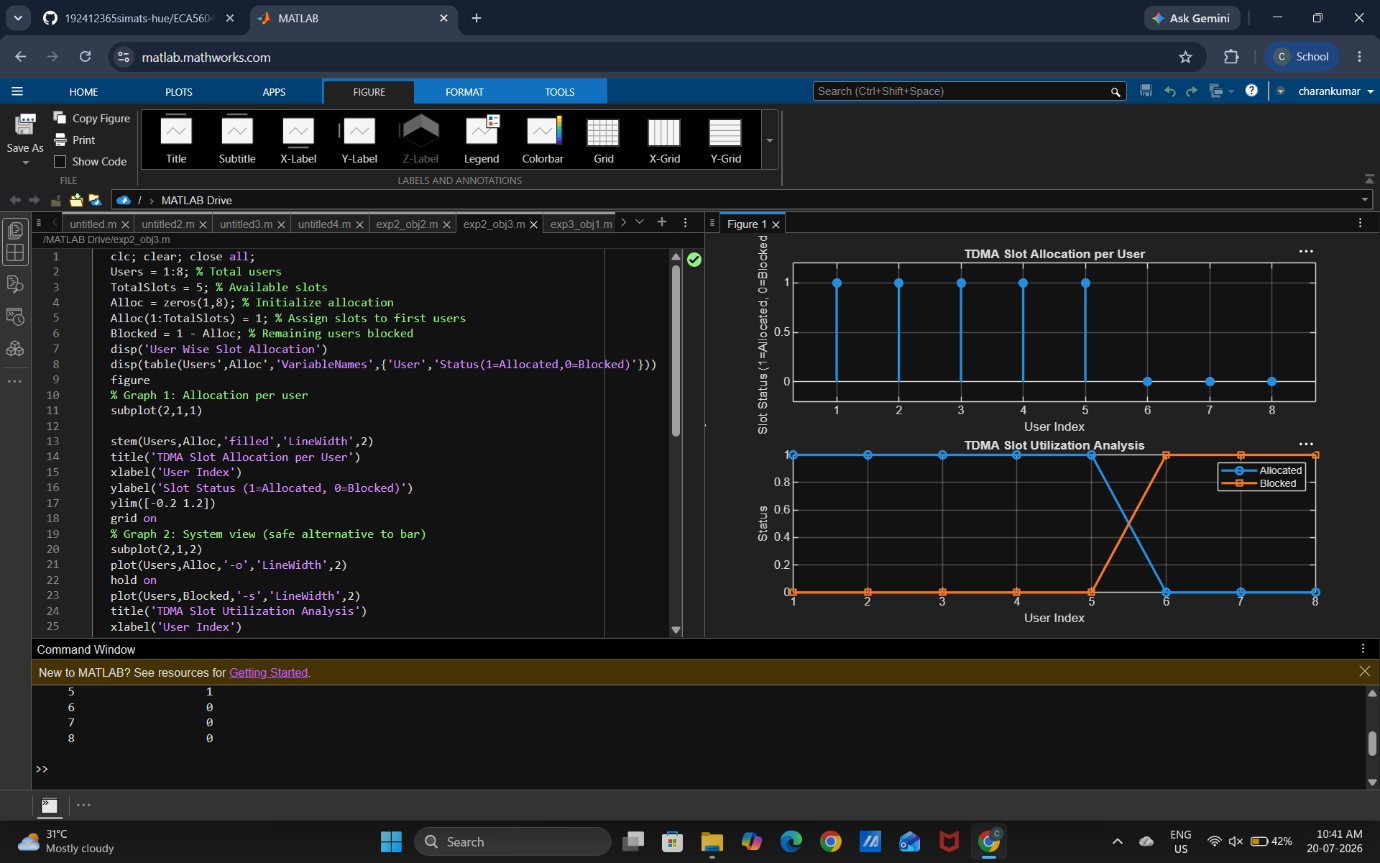 192412365simats-hue/ECA5604
MATLAB
Ask Gemini
matlab.mathworks.com
C School
HOME PLOTS APPS FIGURE FORMAT TOOLS
Search (Ctrl+Shift+Space)
charankumar
Save As
Copy Figure
Print
Show Code
FILE
Title Subtitle X-Label Y-Label Z-Label Legend Colorbar Grid X-Grid Y-Grid
LABELS AND ANNOTATIONS
/ › MATLAB Drive
untitled.m untitled2.m untitled3.m untitled4.m exp2_obj2.m exp2_obj3.m exp3_obj1.m
/MATLAB Drive/exp2_obj3.m
1 clc; clear; close all;
2 Users = 1:8; % Total users
3 TotalSlots = 5; % Available slots
4 Alloc = zeros(1,8); % Initialize allocation
5 Alloc(1:TotalSlots) = 1; % Assign slots to first users
6 Blocked = 1 - Alloc; % Remaining users blocked
7 disp('User Wise Slot Allocation')
8 disp(table(Users',Alloc','VariableNames',{'User','Status(1=Allocated,0=Blocked)'}))
9 figure
10 % Graph 1: Allocation per user
11 subplot(2,1,1)
12
13 stem(Users,Alloc,'filled','LineWidth',2)
14 title('TDMA Slot Allocation per User')
15 xlabel('User Index')
16 ylabel('Slot Status (1=Allocated, 0=Blocked)')
17 ylim([-0.2 1.2])
18 grid on
19 % Graph 2: System view (safe alternative to bar)
20 subplot(2,1,2)
21 plot(Users,Alloc,'-o','LineWidth',2)
22 hold on
23 plot(Users,Blocked,'-s','LineWidth',2)
24 title('TDMA Slot Utilization Analysis')
25 xlabel('User Index')
Figure 1
TDMA Slot Allocation per User
Slot Status (1=Allocated, 0=Blocked
1
0.5
0
1 2 3 4 5 6 7 8
User Index
TDMA Slot Utilization Analysis
Status
1
0.8
0.6
0.4
0.2
0
Allocated
Blocked
1 2 3 4 5 6 7 8
User Index
Command Window
New to MATLAB? See resources for Getting Started.
5 1
6 0
7 0
8 0
>>
31°C
Mostly cloudy
Search
ENG
US
42%
10:41 AM
20-07-2026